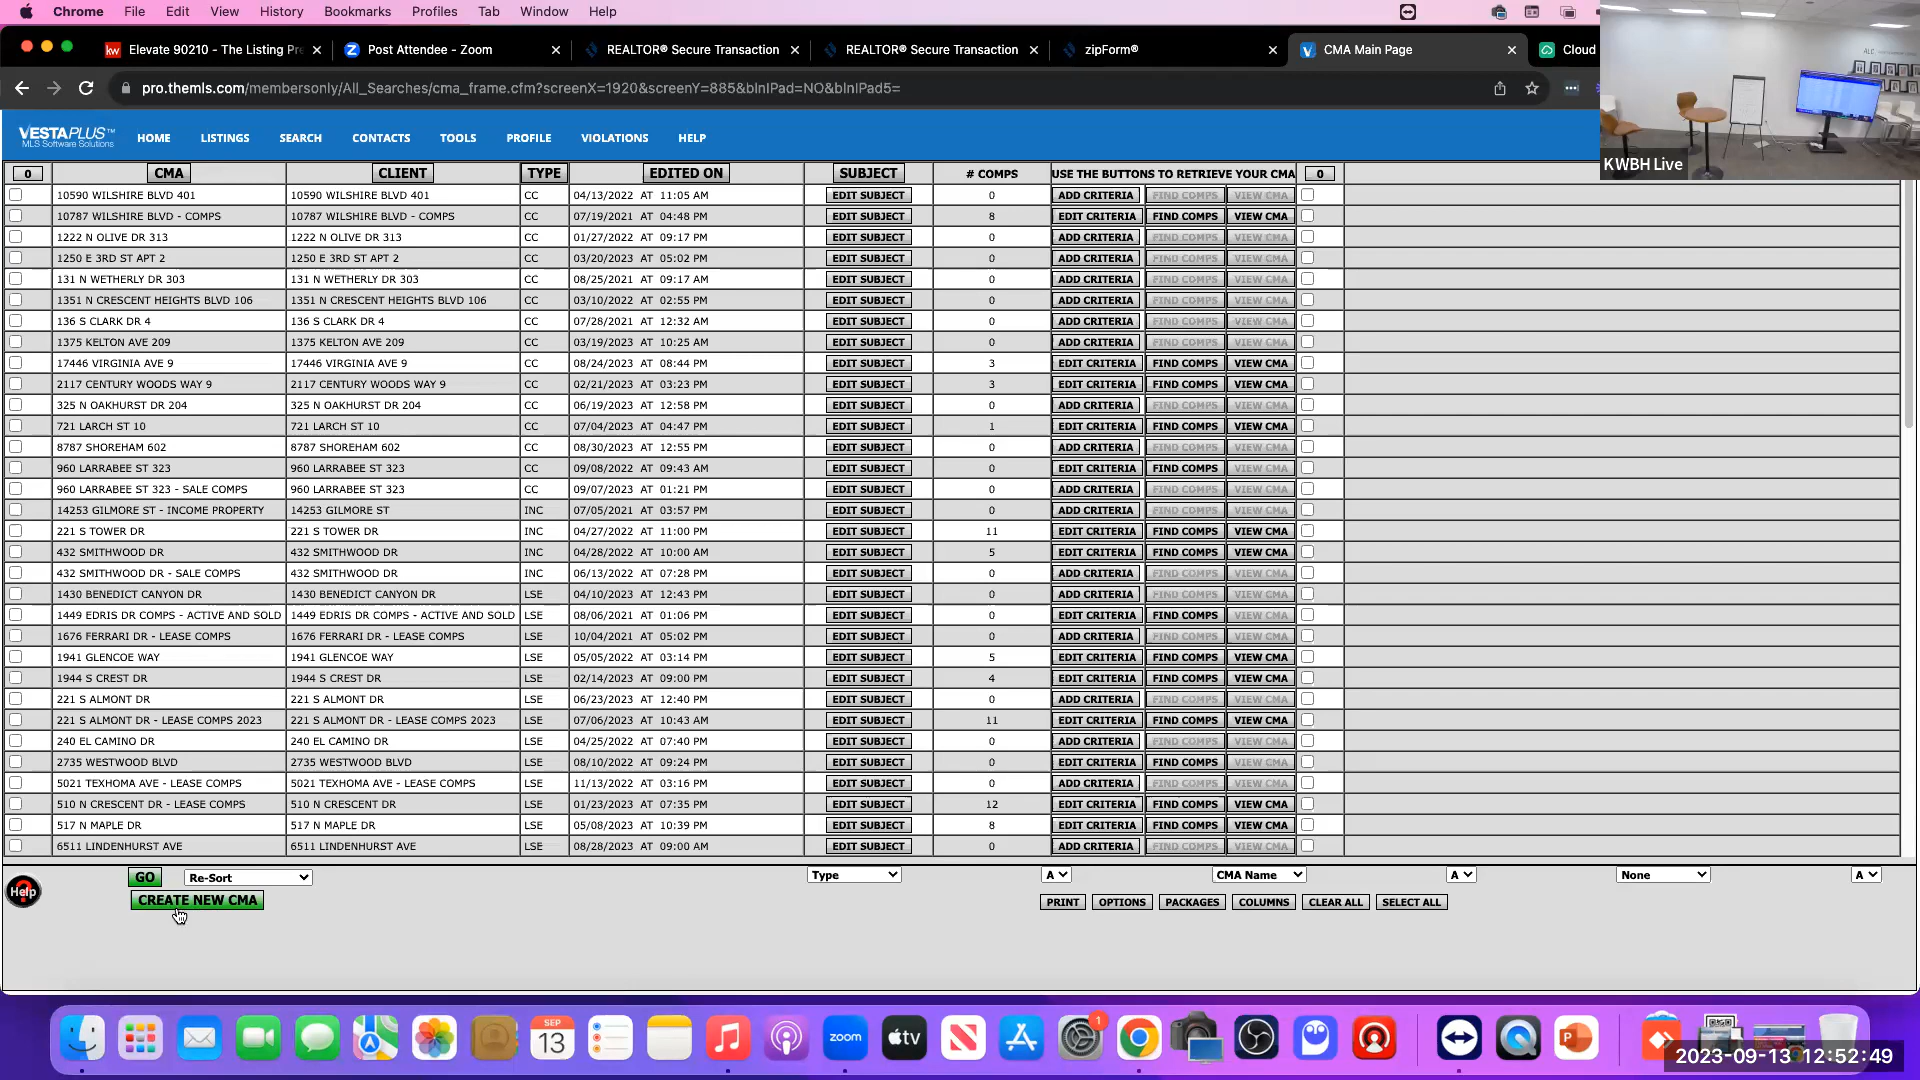 Chrome File Edit View History Bookmarks Profiles Tab Window Help
Elevate 90210 - The Listing Pre Post Attendee - Zoom REALTOR® Secure Transaction REALTOR® Secure Transaction zipForm® CMA Main Page Cloud
pro.themls.com/membersonly/All_Searches/cma_frame.cfm?screenX=1920&screenY=885&blnIPad=NO&blnIPad5=
KWBH Live
VESTAPLUS™ HOME LISTINGS SEARCH CONTACTS TOOLS PROFILE VIOLATIONS HELP
MLS Software Solutions
0 CMA CLIENT TYPE EDITED ON SUBJECT # COMPS USE THE BUTTONS TO RETRIEVE YOUR CMA 0
10590 WILSHIRE BLVD 401 10590 WILSHIRE BLVD 401 CC 04/13/2022 AT 11:05 AM EDIT SUBJECT 0 ADD CRITERIA FIND COMPS VIEW CMA
10787 WILSHIRE BLVD - COMPS 10787 WILSHIRE BLVD - COMPS CC 07/19/2021 AT 04:48 PM EDIT SUBJECT 8 EDIT CRITERIA FIND COMPS VIEW CMA
1222 N OLIVE DR 313 1222 N OLIVE DR 313 CC 01/27/2022 AT 09:17 PM EDIT SUBJECT 0 ADD CRITERIA FIND COMPS VIEW CMA
1250 E 3RD ST APT 2 1250 E 3RD ST APT 2 CC 03/20/2023 AT 05:02 PM EDIT SUBJECT 0 ADD CRITERIA FIND COMPS VIEW CMA
131 N WETHERLY DR 303 131 N WETHERLY DR 303 CC 08/25/2021 AT 09:17 AM EDIT SUBJECT 0 ADD CRITERIA FIND COMPS VIEW CMA
1351 N CRESCENT HEIGHTS BLVD 106 1351 N CRESCENT HEIGHTS BLVD 106 CC 03/10/2022 AT 02:55 PM EDIT SUBJECT 0 ADD CRITERIA FIND COMPS VIEW CMA
136 S CLARK DR 4 136 S CLARK DR 4 CC 07/28/2021 AT 12:32 AM EDIT SUBJECT 0 ADD CRITERIA FIND COMPS VIEW CMA
1375 KELTON AVE 209 1375 KELTON AVE 209 CC 03/19/2023 AT 10:25 AM EDIT SUBJECT 0 ADD CRITERIA FIND COMPS VIEW CMA
17446 VIRGINIA AVE 9 17446 VIRGINIA AVE 9 CC 08/24/2023 AT 08:44 PM EDIT SUBJECT 3 EDIT CRITERIA FIND COMPS VIEW CMA
2117 CENTURY WOODS WAY 9 2117 CENTURY WOODS WAY 9 CC 02/21/2023 AT 03:23 PM EDIT SUBJECT 3 EDIT CRITERIA FIND COMPS VIEW CMA
325 N OAKHURST DR 204 325 N OAKHURST DR 204 CC 06/19/2023 AT 12:58 PM EDIT SUBJECT 0 ADD CRITERIA FIND COMPS VIEW CMA
721 LARCH ST 10 721 LARCH ST 10 CC 07/04/2023 AT 04:47 PM EDIT SUBJECT 1 EDIT CRITERIA FIND COMPS VIEW CMA
8787 SHOREHAM 602 8787 SHOREHAM 602 CC 08/30/2023 AT 12:55 PM EDIT SUBJECT 0 ADD CRITERIA FIND COMPS VIEW CMA
960 LARRABEE ST 323 960 LARRABEE ST 323 CC 09/08/2022 AT 09:43 AM EDIT SUBJECT 0 EDIT CRITERIA FIND COMPS VIEW CMA
960 LARRABEE ST 323 - SALE COMPS 960 LARRABEE ST 323 CC 09/07/2023 AT 01:21 PM EDIT SUBJECT 0 ADD CRITERIA FIND COMPS VIEW CMA
14253 GILMORE ST - INCOME PROPERTY 14253 GILMORE ST INC 07/05/2021 AT 03:57 PM EDIT SUBJECT 0 ADD CRITERIA FIND COMPS VIEW CMA
221 S TOWER DR 221 S TOWER DR INC 04/27/2022 AT 11:00 PM EDIT SUBJECT 11 EDIT CRITERIA FIND COMPS VIEW CMA
432 SMITHWOOD DR 432 SMITHWOOD DR INC 04/28/2022 AT 10:00 AM EDIT SUBJECT 5 EDIT CRITERIA FIND COMPS VIEW CMA
432 SMITHWOOD DR - SALE COMPS 432 SMITHWOOD DR INC 06/13/2022 AT 07:28 PM EDIT SUBJECT 0 ADD CRITERIA FIND COMPS VIEW CMA
1430 BENEDICT CANYON DR 1430 BENEDICT CANYON DR LSE 04/10/2023 AT 12:43 PM EDIT SUBJECT 0 ADD CRITERIA FIND COMPS VIEW CMA
1449 EDRIS DR COMPS - ACTIVE AND SOLD 1449 EDRIS DR COMPS - ACTIVE AND SOLD LSE 08/06/2021 AT 01:06 PM EDIT SUBJECT 0 EDIT CRITERIA FIND COMPS VIEW CMA
1676 FERRARI DR - LEASE COMPS 1676 FERRARI DR - LEASE COMPS LSE 10/04/2021 AT 05:02 PM EDIT SUBJECT 0 ADD CRITERIA FIND COMPS VIEW CMA
1941 GLENCOE WAY 1941 GLENCOE WAY LSE 05/05/2022 AT 03:14 PM EDIT SUBJECT 5 EDIT CRITERIA FIND COMPS VIEW CMA
1944 S CREST DR 1944 S CREST DR LSE 02/14/2023 AT 09:00 PM EDIT SUBJECT 4 EDIT CRITERIA FIND COMPS VIEW CMA
221 S ALMONT DR 221 S ALMONT DR LSE 06/23/2023 AT 12:40 PM EDIT SUBJECT 0 ADD CRITERIA FIND COMPS VIEW CMA
221 S ALMONT DR - LEASE COMPS 2023 221 S ALMONT DR - LEASE COMPS 2023 LSE 07/06/2023 AT 10:43 AM EDIT SUBJECT 11 EDIT CRITERIA FIND COMPS VIEW CMA
240 EL CAMINO DR 240 EL CAMINO DR LSE 04/25/2022 AT 07:40 PM EDIT SUBJECT 0 ADD CRITERIA FIND COMPS VIEW CMA
2735 WESTWOOD BLVD 2735 WESTWOOD BLVD LSE 08/10/2022 AT 09:24 PM EDIT SUBJECT 0 EDIT CRITERIA FIND COMPS VIEW CMA
5021 TEXHOMA AVE - LEASE COMPS 5021 TEXHOMA AVE - LEASE COMPS LSE 11/13/2022 AT 03:16 PM EDIT SUBJECT 0 ADD CRITERIA FIND COMPS VIEW CMA
510 N CRESCENT DR - LEASE COMPS 510 N CRESCENT DR LSE 01/23/2023 AT 07:35 PM EDIT SUBJECT 12 EDIT CRITERIA FIND COMPS VIEW CMA
517 N MAPLE DR 517 N MAPLE DR LSE 05/08/2023 AT 10:39 PM EDIT SUBJECT 8 EDIT CRITERIA FIND COMPS VIEW CMA
6511 LINDENHURST AVE 6511 LINDENHURST AVE LSE 08/28/2023 AT 09:00 AM EDIT SUBJECT 0 ADD CRITERIA FIND COMPS VIEW CMA
GO Re-Sort Type A CMA Name A None A
Help CREATE NEW CMA PRINT OPTIONS PACKAGES COLUMNS CLEAR ALL SELECT ALL
SEP 1
13 zoom tv
2023-09-13 12:52:49